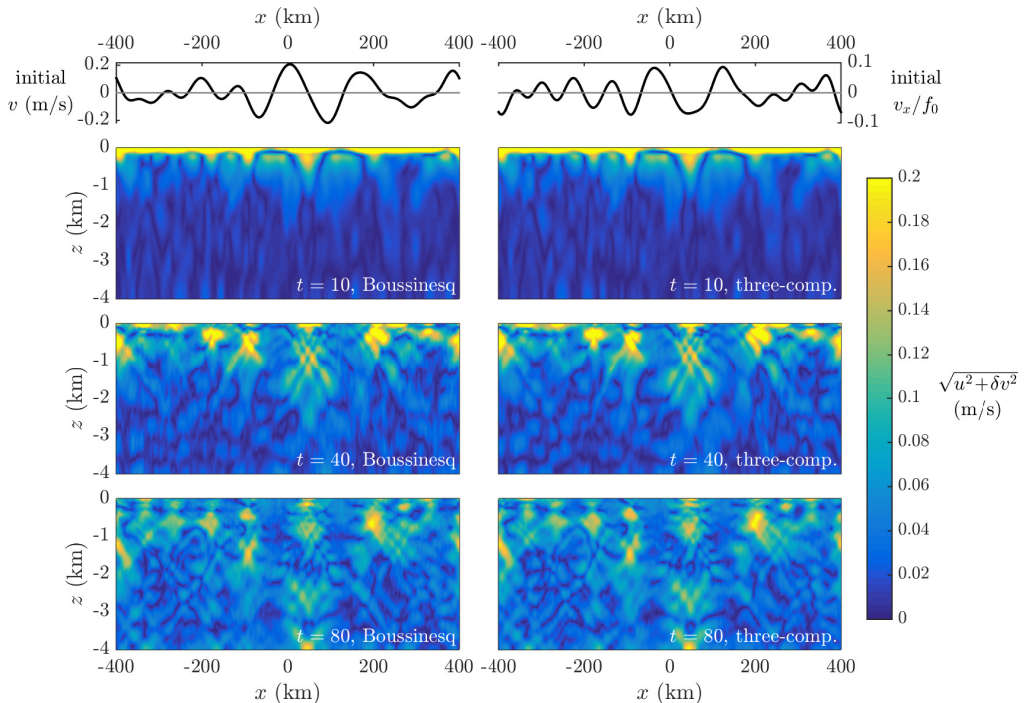 x (km)
x (km)
-400 -200 0 200 400
-400 -200 0 200 400
initial
v (m/s)
0.2
0
-0.2
0.1
0
-0.1
initial
v_x/f_0
0
-1
-2
-3
-4
z (km)
t = 10, Boussinesq
t = 10, three-comp.
0
-1
-2
-3
-4
z (km)
t = 40, Boussinesq
t = 40, three-comp.
0
-1
-2
-3
-4
z (km)
t = 80, Boussinesq
t = 80, three-comp.
-400 -200 0 200 400
-400 -200 0 200 400
x (km)
x (km)
0.2
0.18
0.16
0.14
0.12
0.1
0.08
0.06
0.04
0.02
0
√u²+δv²
(m/s)